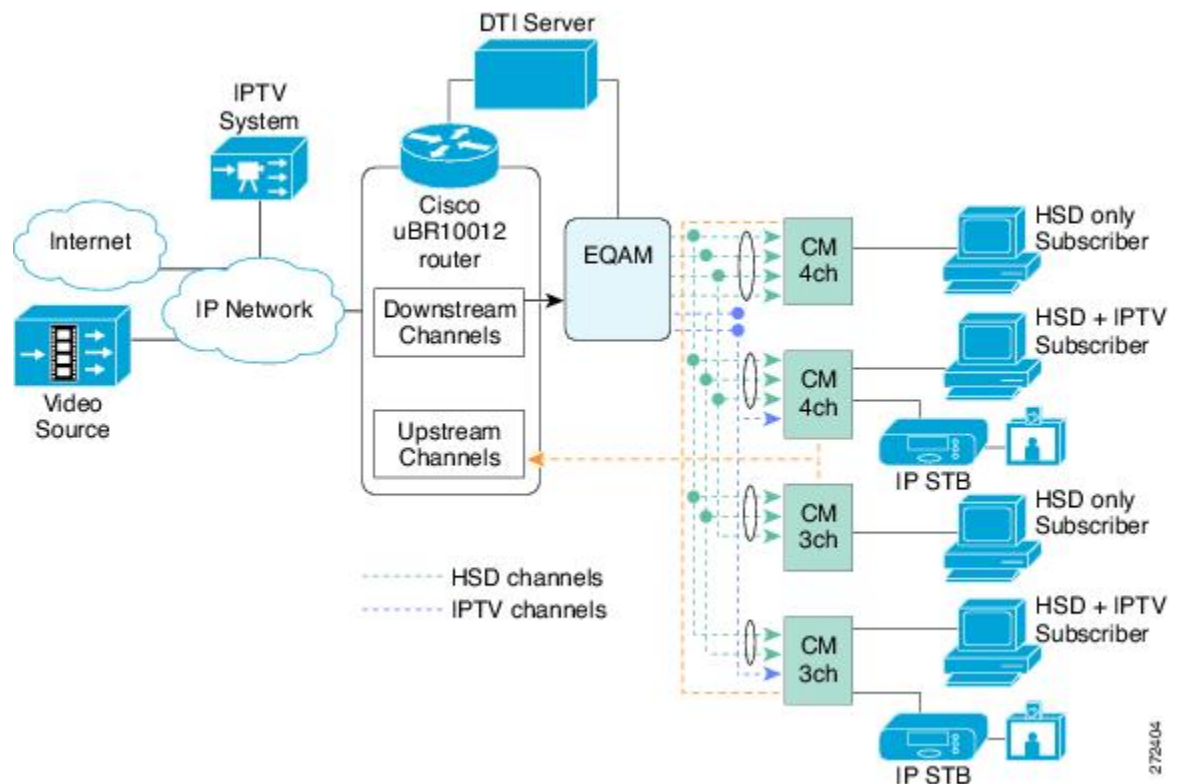 DTI Server
IPTV
System
Internet
IP Network
Video
Source
Cisco
uBR10012
router
Downstream
Channels
Upstream
Channels
EQAM
CM
4ch
HSD only
Subscriber
CM
4ch
HSD + IPTV
Subscriber
IP STB
CM
3ch
HSD only
Subscriber
CM
3ch
HSD + IPTV
Subscriber
IP STB
HSD channels
IPTV channels
272404